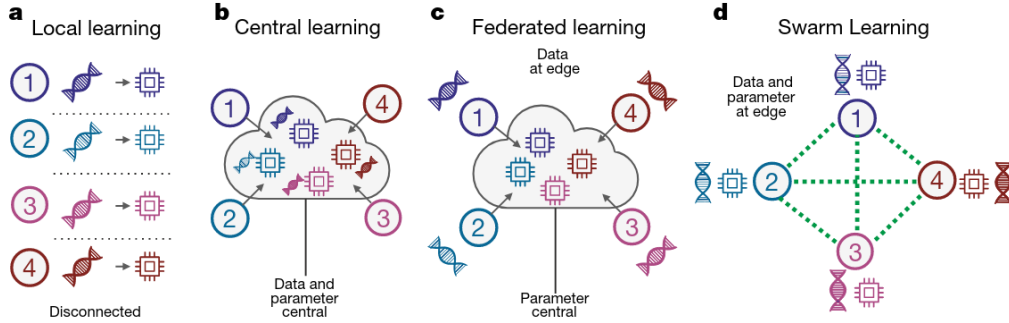 a Local learning
1
2
3
4
Disconnected
b Central learning
1
4
2
3
Data and
parameter
central
c Federated learning
Data
at edge
1
4
2
3
Parameter
central
d Swarm Learning
Data and
parameter
at edge
1
2
4
3